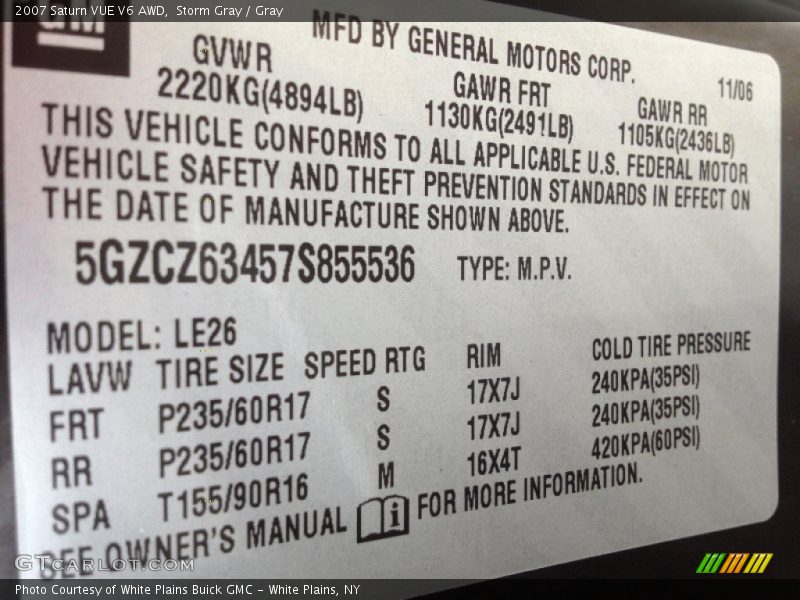 2007 Saturn VUE V6 AWD, Storm Gray / Gray
gm
MFD BY GENERAL MOTORS CORP.
11/06
GVWR GAWR FRT GAWR RR
2220KG(4894LB) 1130KG(2491LB) 1105KG(2436LB)
THIS VEHICLE CONFORMS TO ALL APPLICABLE U.S. FEDERAL MOTOR
VEHICLE SAFETY AND THEFT PREVENTION STANDARDS IN EFFECT ON
THE DATE OF MANUFACTURE SHOWN ABOVE.
5GZCZ63457S855536 TYPE: M.P.V.
MODEL: LE26
LAVW TIRE SIZE SPEED RTG RIM COLD TIRE PRESSURE
FRT P235/60R17 S 17X7J 240KPA(35PSI)
RR P235/60R17 S 17X7J 240KPA(35PSI)
SPA T155/90R16 M 16X4T 420KPA(60PSI)
SEE OWNER'S MANUAL i FOR MORE INFORMATION.
GTCarLot.com
Photo Courtesy of White Plains Buick GMC - White Plains, NY